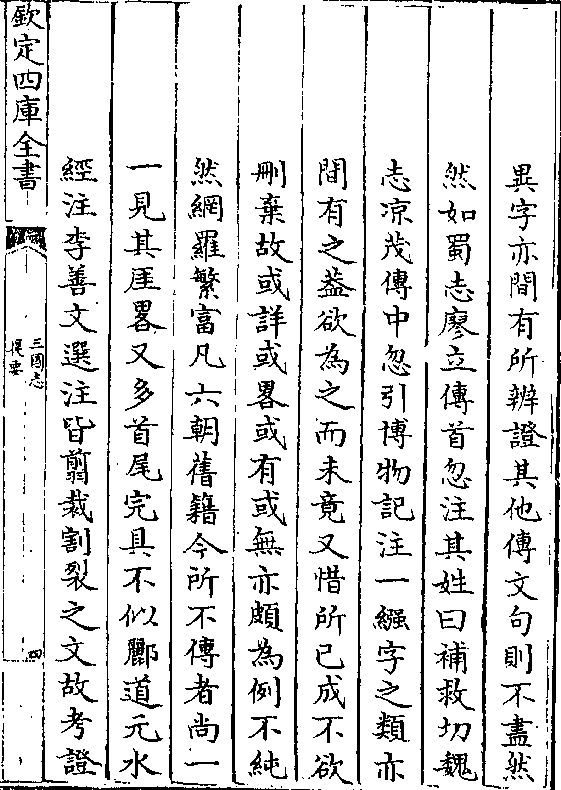 異字亦間有所辨證其他傳文句則不盡然
然如蜀志廖立傳首忽注其姓曰補救切魏
志凉茂傳中忽引博物記注一繈字之類亦
間有之葢欲為之而未竟又惜所已成不欲
刪棄故或詳或畧或有或無亦頗為例不純
然網羅繁富凡六朝舊籍今所不傳者尚一
一見其厓畧又多首尾完具不似酈道元水
經注李善文選注皆翦裁割裂之文故考證
欽定四庫全書
三國志
提要
四